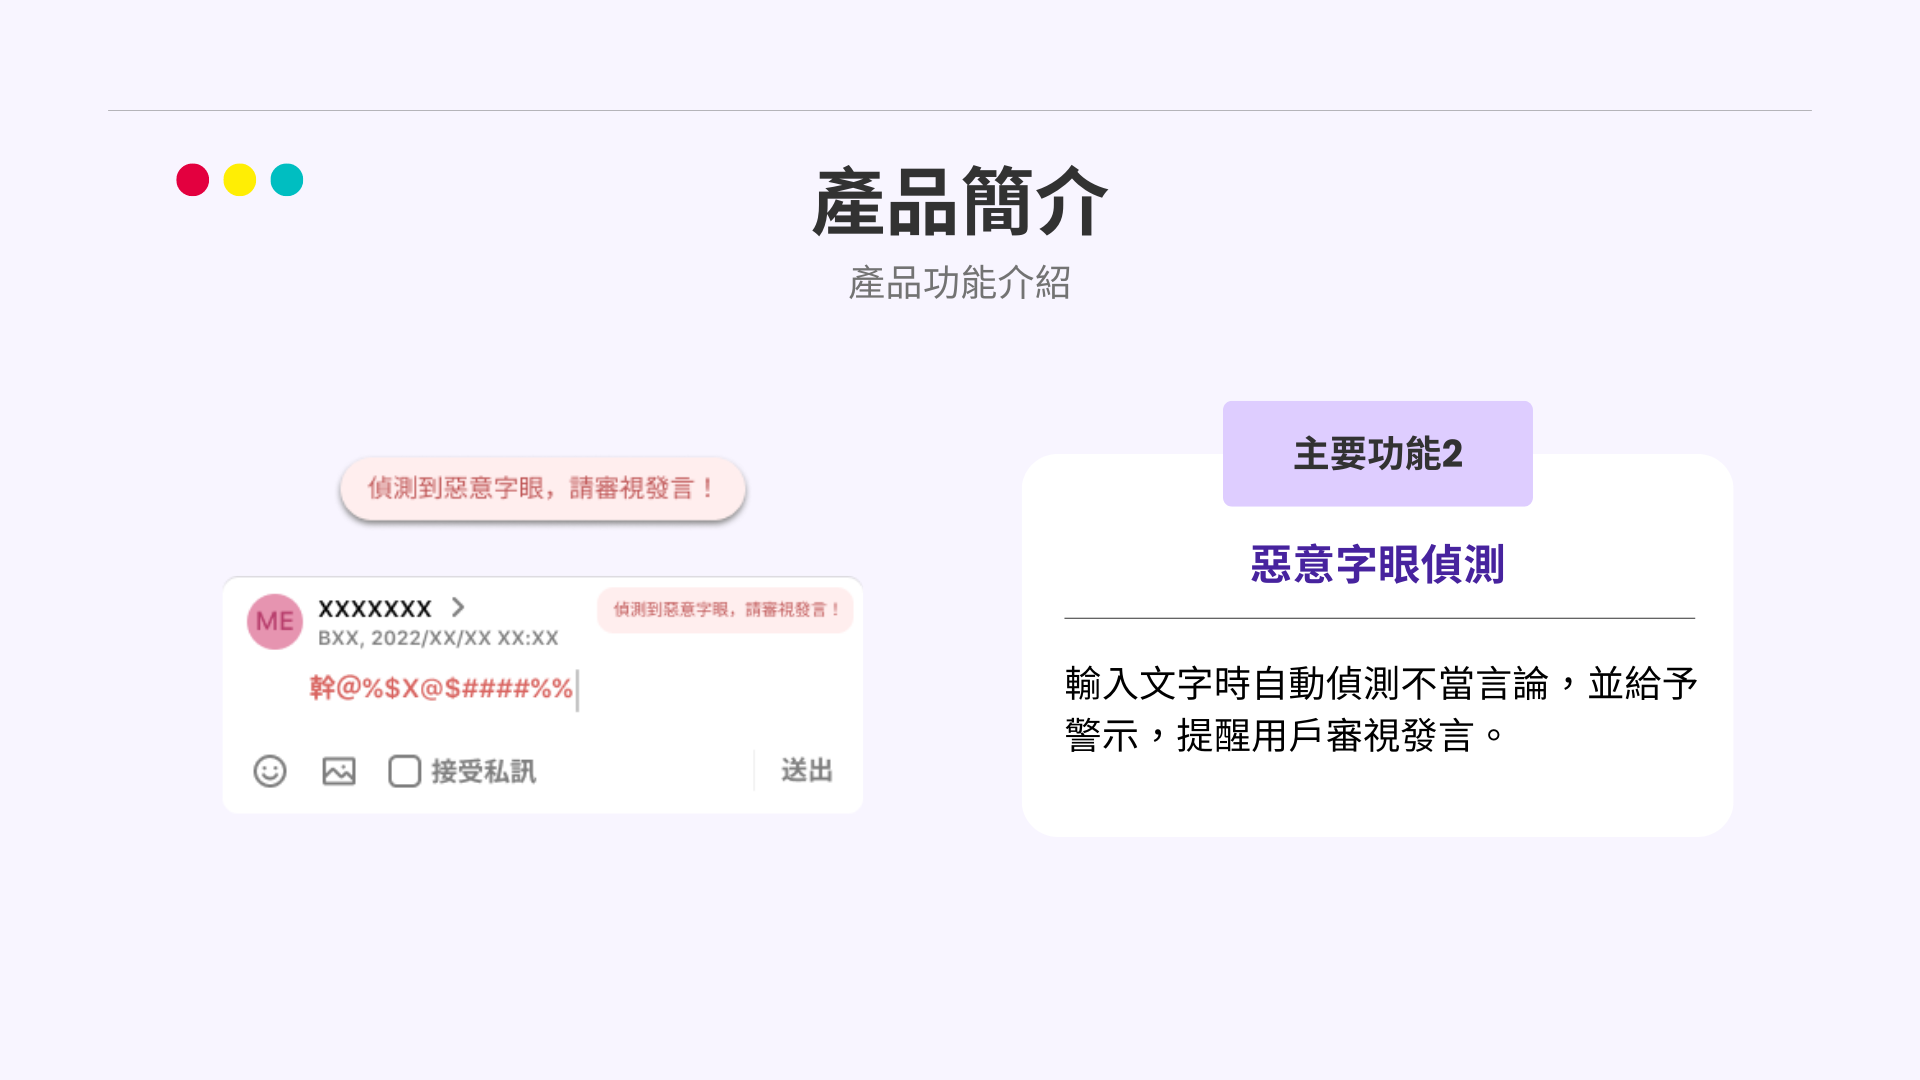 產品簡介
產品功能介紹
偵測到惡意字眼，請審視發言！
ME
XXXXXXX
偵測到惡意字眼，請審視發言！
BXX, 2022/XX/XX XX:XX
幹@%$X@$####%%
接受私訊
送出
主要功能2
惡意字眼偵測
輸入文字時自動偵測不當言論，並給予
警示，提醒用戶審視發言。